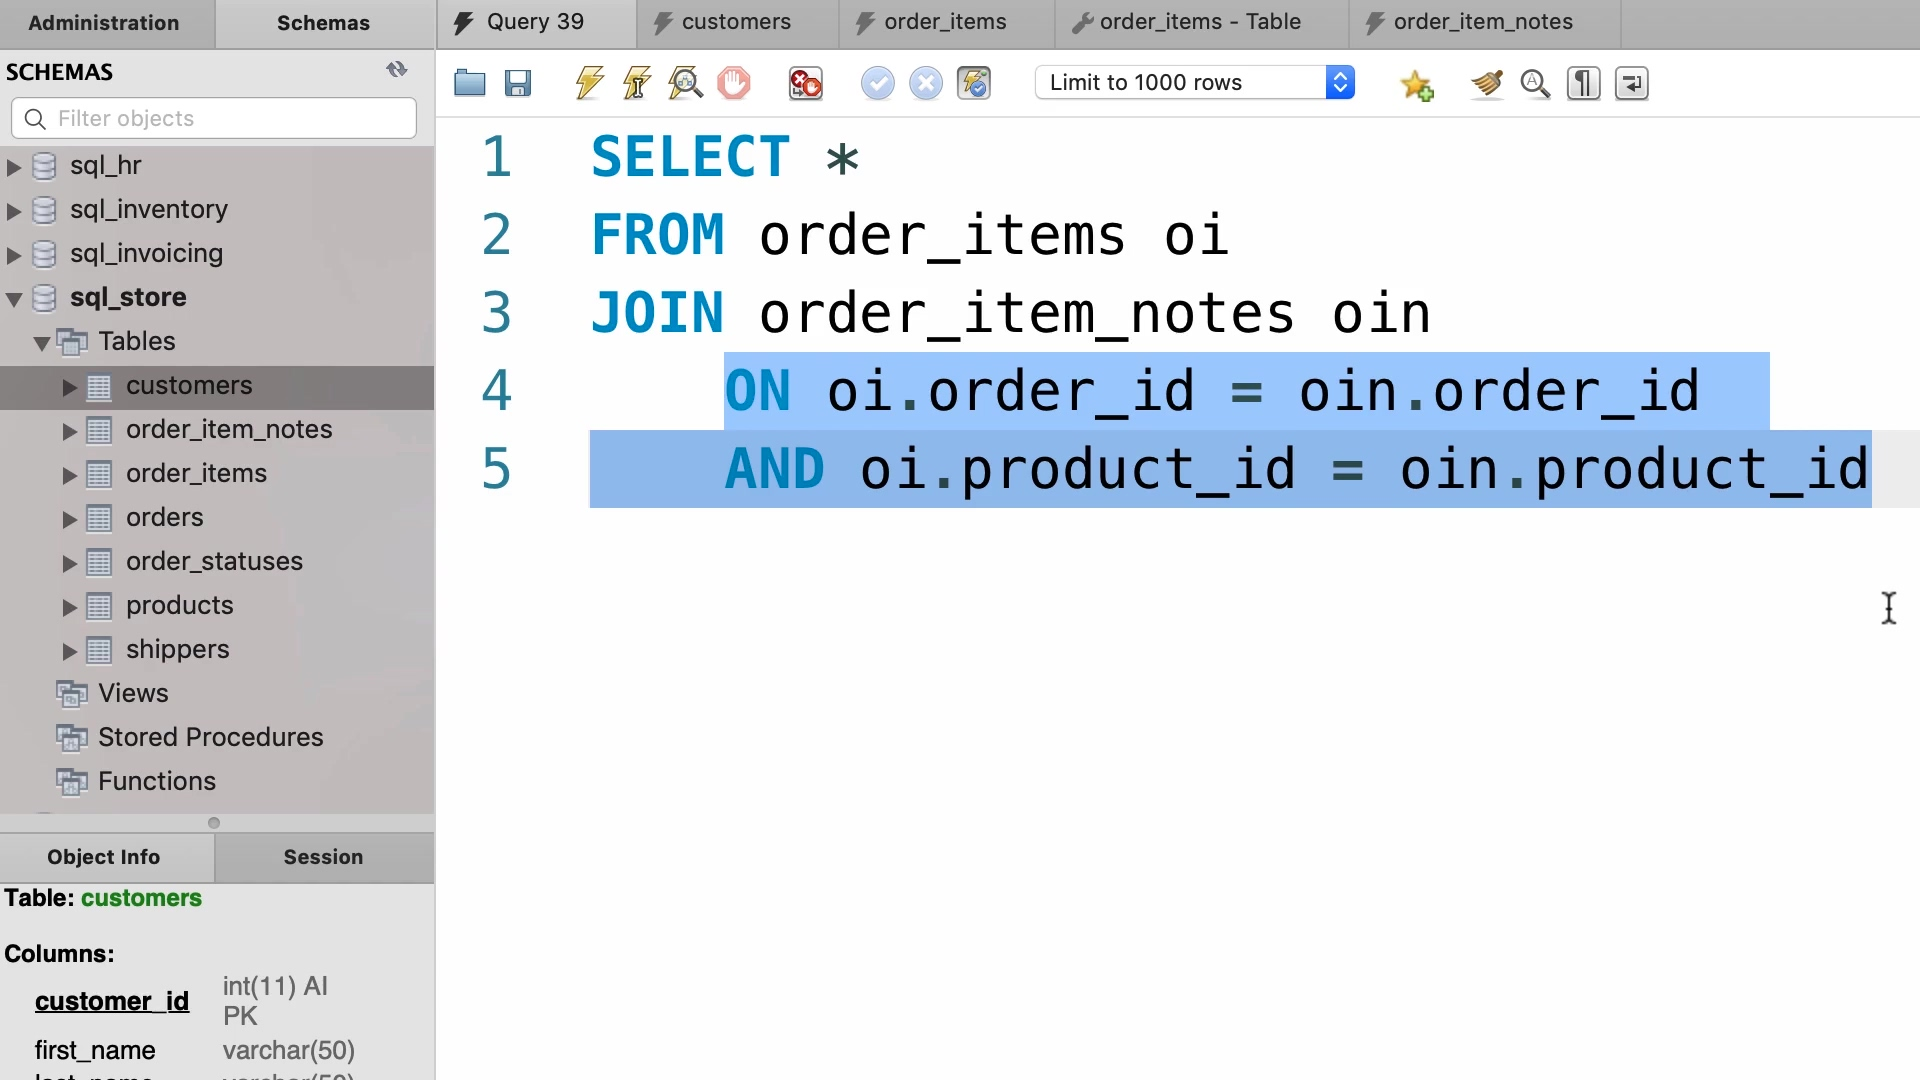 Administration
Schemas
Query 39
customers
order_items
order_items - Table
order_item_notes
SCHEMAS
Filter objects
Limit to 1000 rows
sql_hr
sql_inventory
sql_invoicing
sql_store
Tables
customers
order_item_notes
order_items
orders
order_statuses
products
shippers
Views
Stored Procedures
Functions
1 SELECT *
2 FROM order_items oi
3 JOIN order_item_notes oin
4 ON oi.order_id = oin.order_id
5 AND oi.product_id = oin.product_id
Object Info
Session
Table: customers
Columns:
customer_id int(11) AI
PK
first_name varchar(50)
last_name varchar(50)